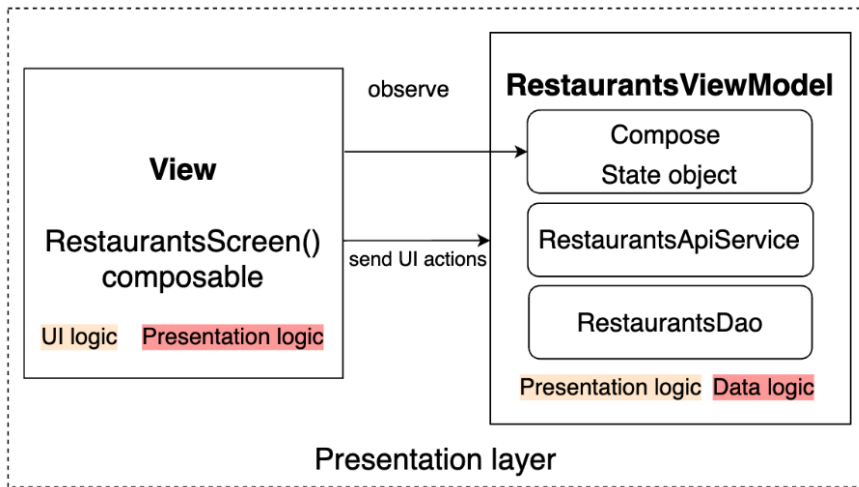 View
RestaurantsScreen()
composable
UI logic
Presentation logic
observe
send UI actions
RestaurantsViewModel
Compose
State object
RestaurantsApiService
RestaurantsDao
Presentation logic
Data logic
Presentation layer